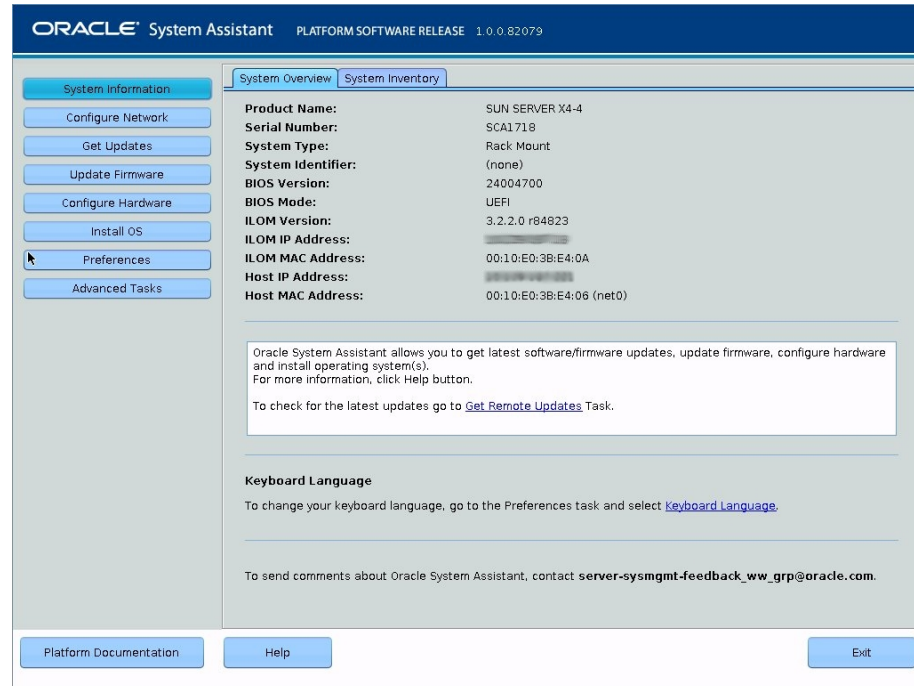 ORACLE® System Assistant PLATFORM SOFTWARE RELEASE 1.0.0.82079
System Information
Configure Network
Get Updates
Update Firmware
Configure Hardware
Install OS
Preferences
Advanced Tasks
System Overview System Inventory
Product Name: SUN SERVER X4-4
Serial Number: SCA1718
System Type: Rack Mount
System Identifier: (none)
BIOS Version: 24004700
BIOS Mode: UEFI
ILOM Version: 3.2.2.0 r84823
ILOM IP Address:
ILOM MAC Address: 00:10:E0:3B:E4:0A
Host IP Address:
Host MAC Address: 00:10:E0:3B:E4:06 (net0)
Oracle System Assistant allows you to get latest software/firmware updates, update firmware, configure hardware
and install operating system(s).
For more information, click Help button.
To check for the latest updates go to Get Remote Updates Task.
Keyboard Language
To change your keyboard language, go to the Preferences task and select Keyboard Language.
To send comments about Oracle System Assistant, contact server-sysmgmt-feedback_ww_grp@oracle.com.
Platform Documentation Help Exit